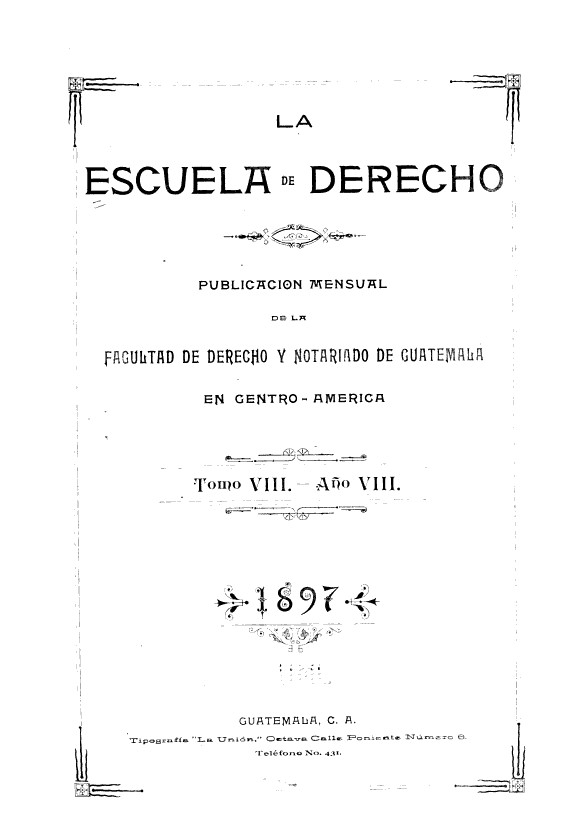 LA
ESCUELA DE DERECHO
PUBLICACION MENSUAL
DE LA
FACULTAD DE DERECHO Y NOTARIADO DE GUATEMALA
EN CENTRO-AMERICA
Tomo VIII. — Año VIII.
1897
GUATEMALA, C. A.
Tipografía "La Unión," Octava Calle Poniente Número 6.
Teléfono No. 431.